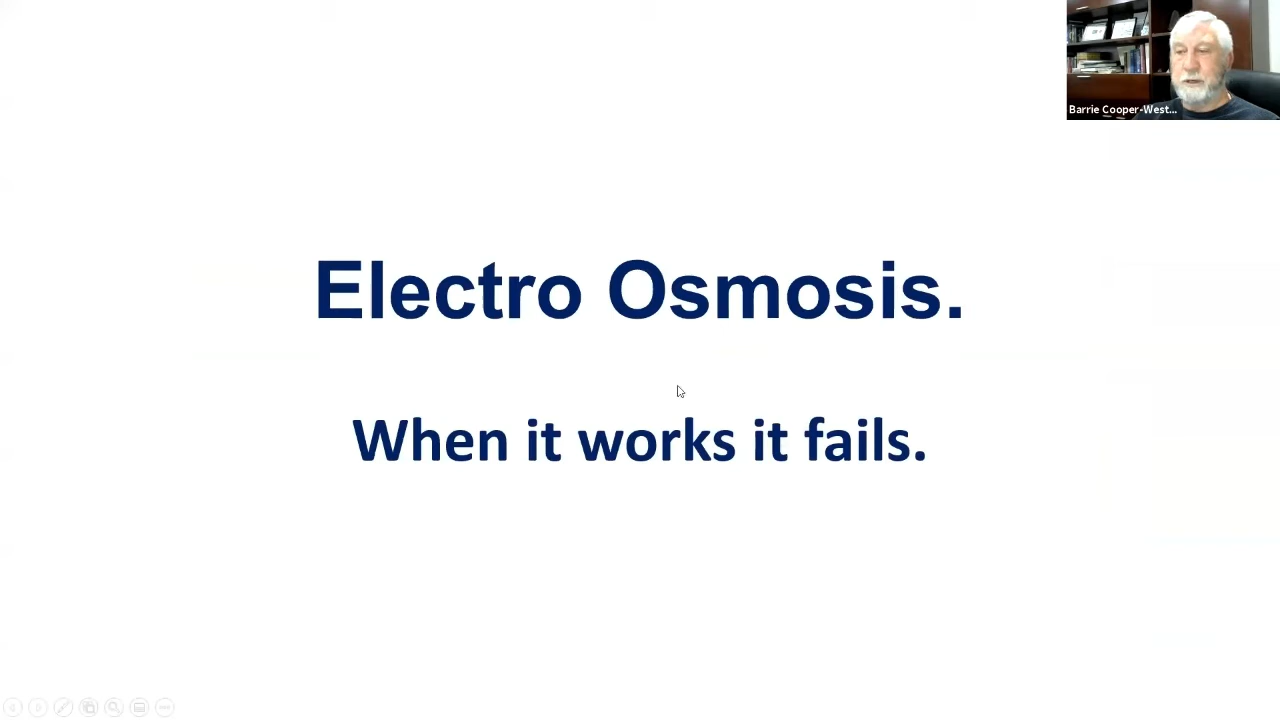 Barrie Cooper-West...
Electro Osmosis.
When it works it fails.